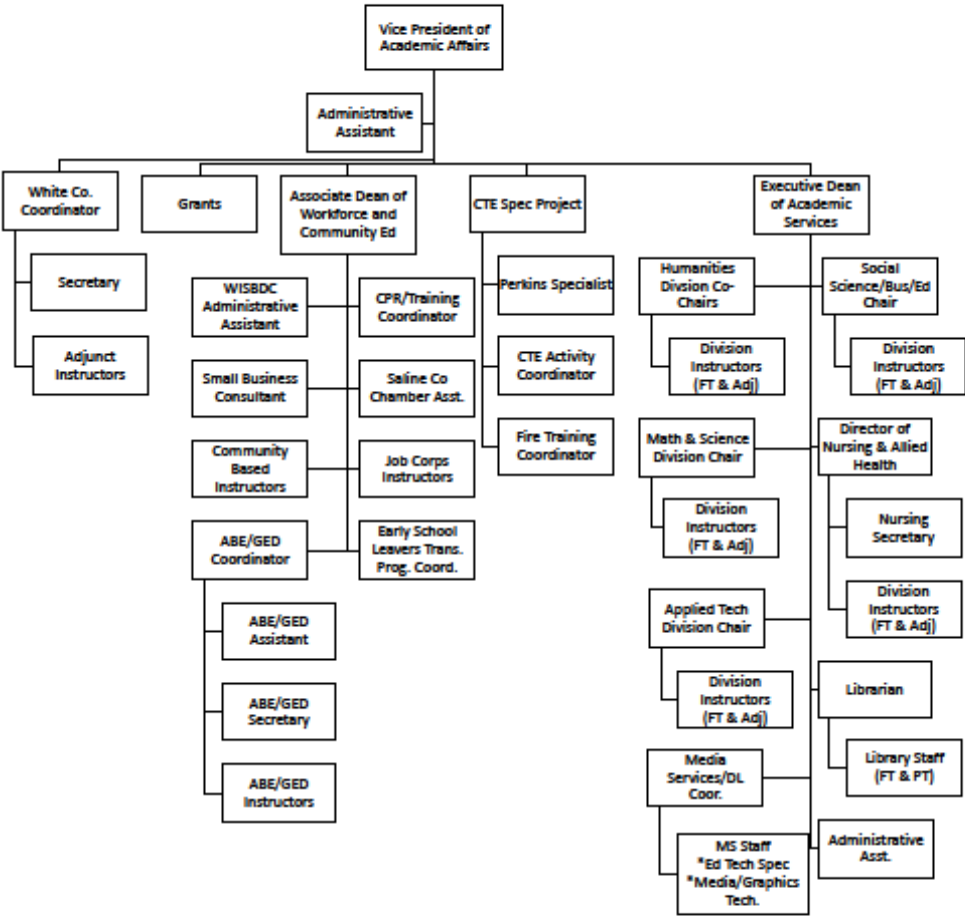 Vice President of
Academic Affairs
Administrative
Assistant
White Co.
Coordinator
Grants
Associate Dean of
Workforce and
Community Ed
CTE Spec Project
Executive Dean
of Academic
Services
Secretary
Adjunct
Instructors
WISBDC
Administrative
Assistant
CPR/Training
Coordinator
Small Business
Consultant
Saline Co
Chamber Asst.
Community
Based
Instructors
Job Corps
Instructors
ABE/GED
Coordinator
Early School
Leavers Trans.
Prog. Coord.
ABE/GED
Assistant
ABE/GED
Secretary
ABE/GED
Instructors
Perkins Specialist
CTE Activity
Coordinator
Fire Training
Coordinator
Humanities
Divsion Co-
Chairs
Social
Science/Bus/Ed
Chair
Division
Instructors
(FT & Adj)
Division
Instructors
(FT & Adj)
Math & Science
Division Chair
Director of
Nursing & Allied
Health
Division
Instructors
(FT & Adj)
Nursing
Secretary
Division
Instructors
(FT & Adj)
Applied Tech
Division Chair
Division
Instructors
(FT & Adj)
Librarian
Library Staff
(FT & PT)
Media
Services/DL
Coor.
MS Staff
*Ed Tech Spec
*Media/Graphics
Tech.
Administrative
Asst.